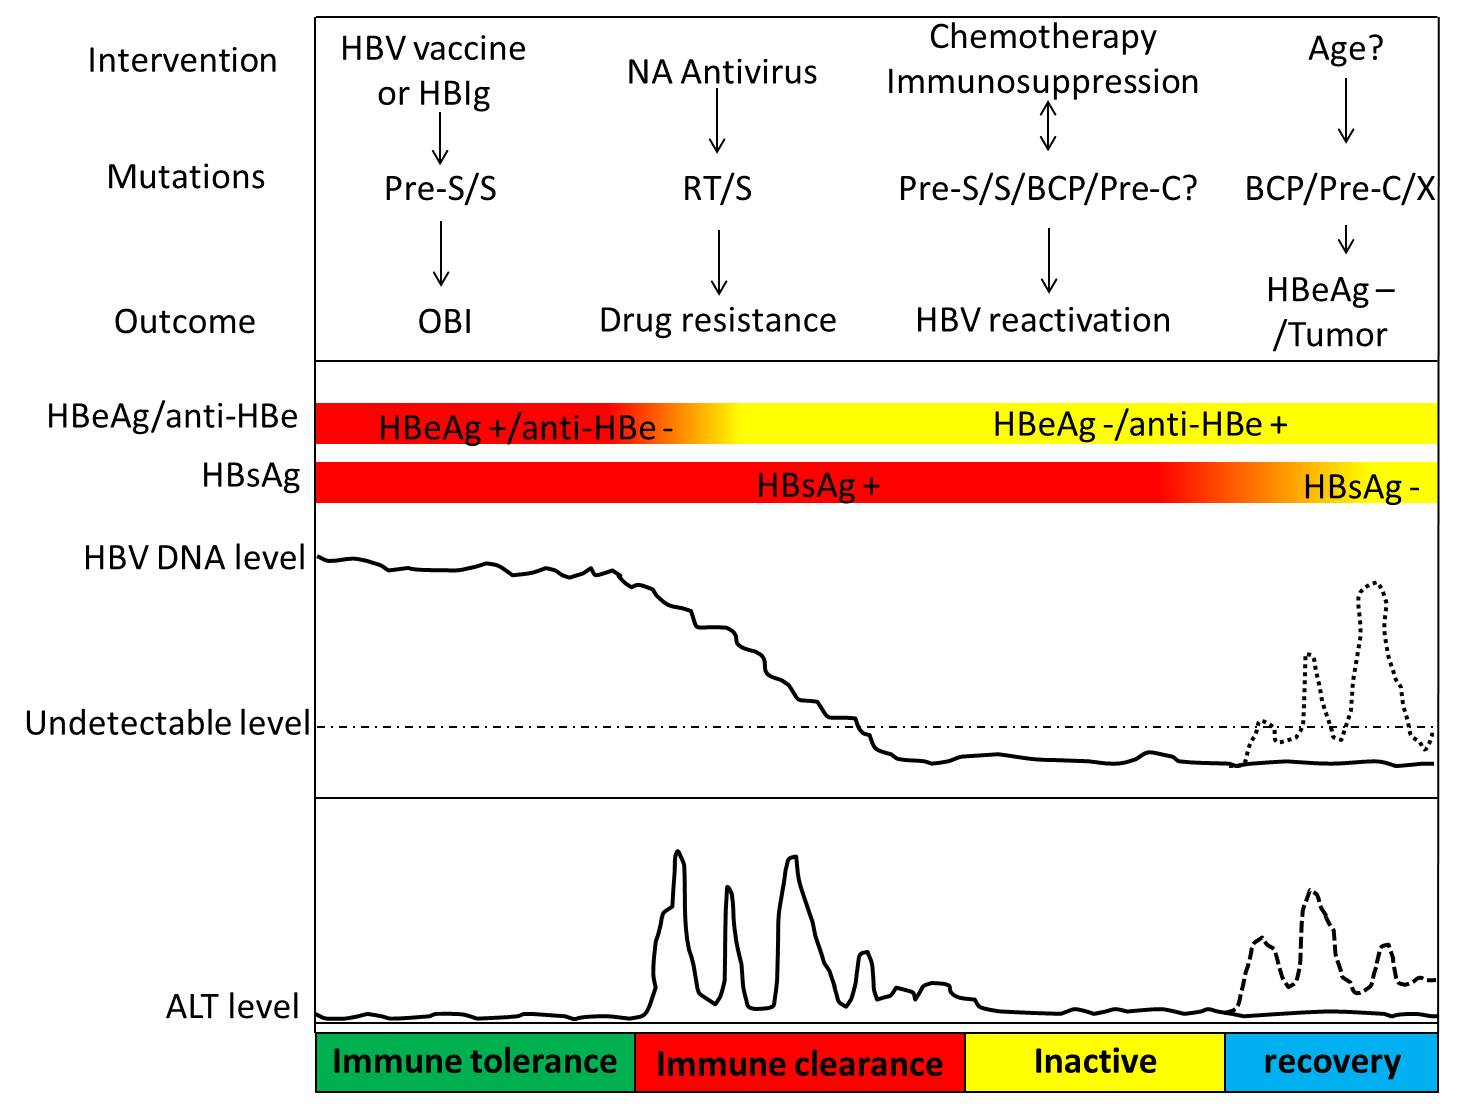 Intervention
HBV vaccine
or HBIg
NA Antivirus
Chemotherapy
Immunosuppression
Age?
Mutations
Pre-S/S
RT/S
Pre-S/S/BCP/Pre-C?
BCP/Pre-C/X
Outcome
OBI
Drug resistance
HBV reactivation
HBeAg –
/Tumor
HBeAg/anti-HBe
HBeAg +/anti-HBe -
HBeAg -/anti-HBe +
HBsAg
HBsAg +
HBsAg -
HBV DNA level
Undetectable level
ALT level
Immune tolerance
Immune clearance
Inactive
recovery